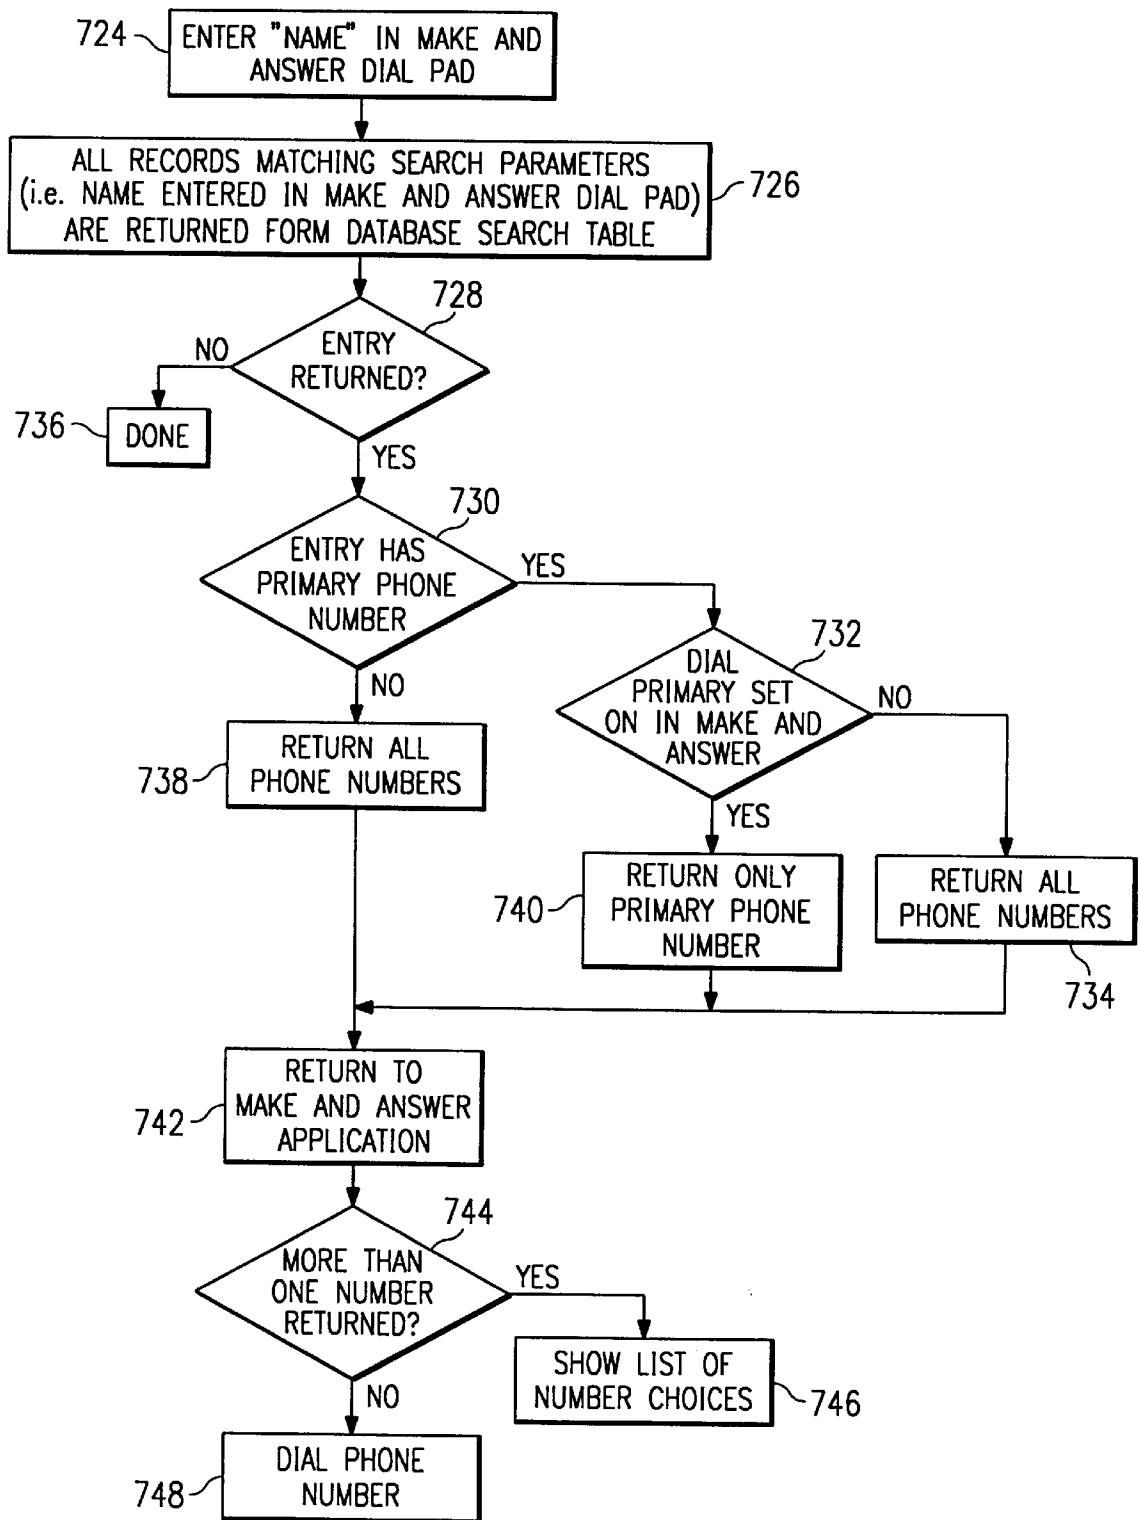 724
ENTER "NAME" IN MAKE AND
ANSWER DIAL PAD
ALL RECORDS MATCHING SEARCH PARAMETERS
(i.e. NAME ENTERED IN MAKE AND ANSWER DIAL PAD)
ARE RETURNED FORM DATABASE SEARCH TABLE
726
728
ENTRY
RETURNED?
NO
736
DONE
YES
730
ENTRY HAS
PRIMARY PHONE
NUMBER
YES
NO
732
DIAL
PRIMARY SET
ON IN MAKE AND
ANSWER
NO
YES
738
RETURN ALL
PHONE NUMBERS
740
RETURN ONLY
PRIMARY PHONE
NUMBER
RETURN ALL
PHONE NUMBERS
734
742
RETURN TO
MAKE AND ANSWER
APPLICATION
744
MORE THAN
ONE NUMBER
RETURNED?
YES
NO
SHOW LIST OF
NUMBER CHOICES
746
748
DIAL PHONE
NUMBER